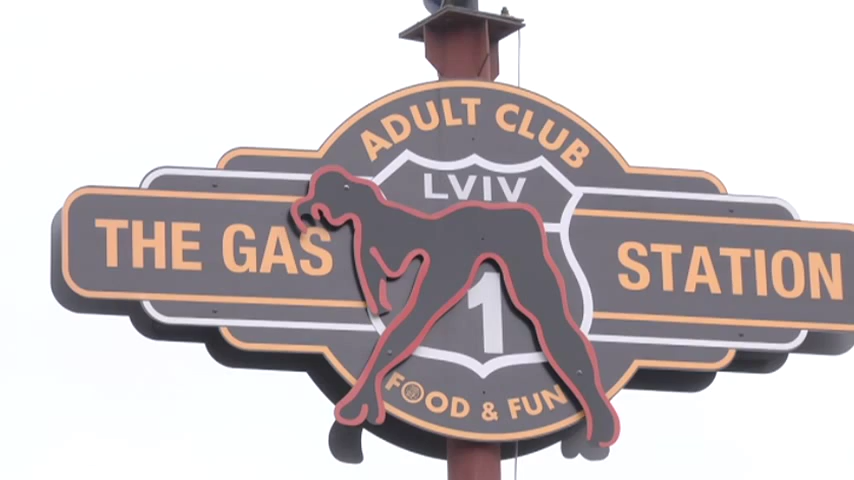 ADULT CLUB
LVIV
THE GAS STATION
1
FOOD & FUN